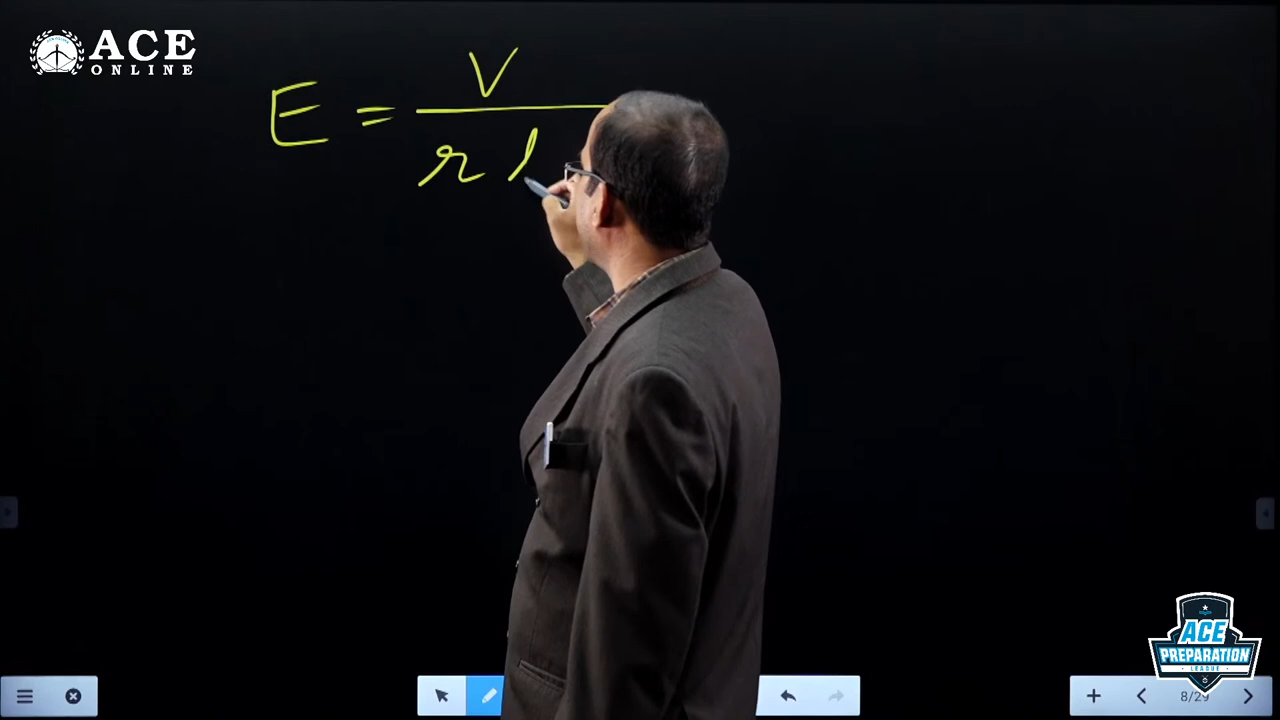 ACE
ONLINE
E = V / r l
ACE
PREPARATION
LEAGUE
8/29